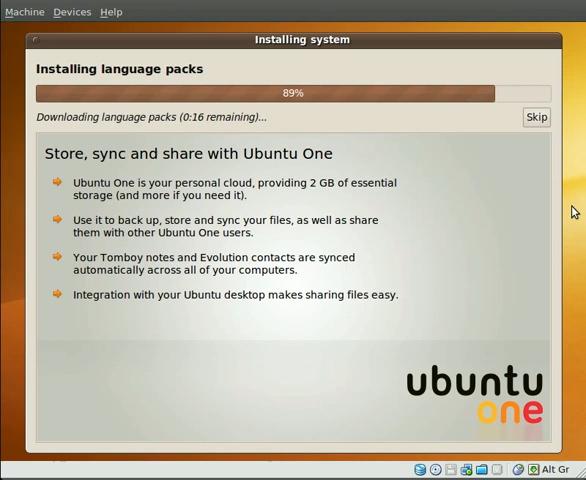 Machine Devices Help
Installing system
Installing language packs
89%
Downloading language packs (0:16 remaining)...
Skip
Store, sync and share with Ubuntu One
Ubuntu One is your personal cloud, providing 2 GB of essential
storage (and more if you need it).
Use it to back up, store and sync your files, as well as share
them with other Ubuntu One users.
Your Tomboy notes and Evolution contacts are synced
automatically across all of your computers.
Integration with your Ubuntu desktop makes sharing files easy.
ubuntu
one
Alt Gr